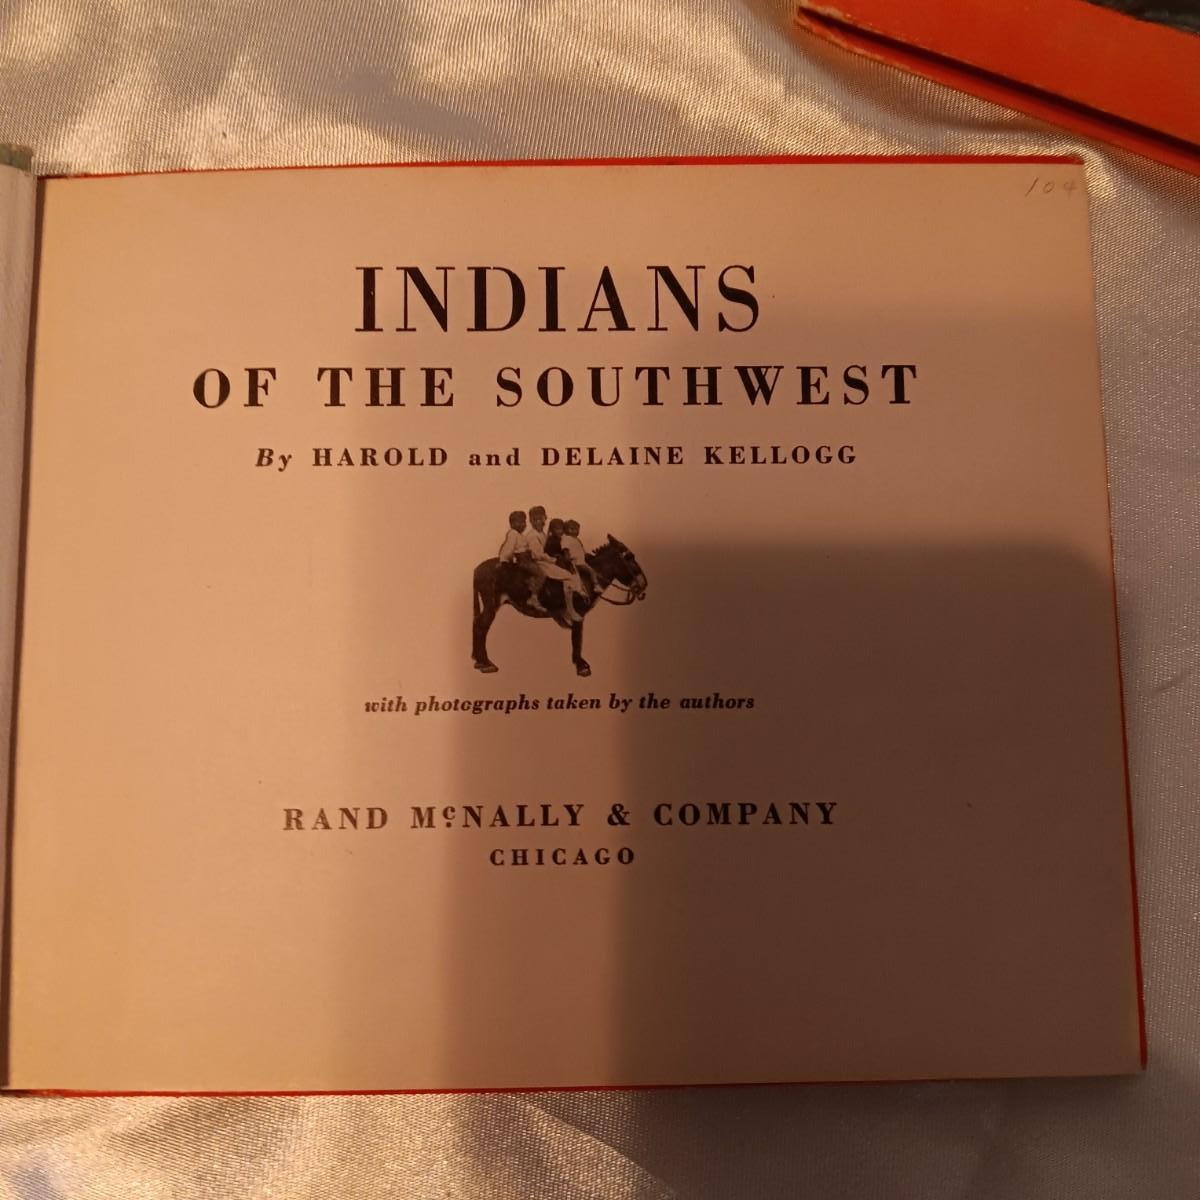 104
INDIANS
OF THE SOUTHWEST
By HAROLD and DELAINE KELLOGG
with photographs taken by the authors
RAND McNALLY & COMPANY
CHICAGO